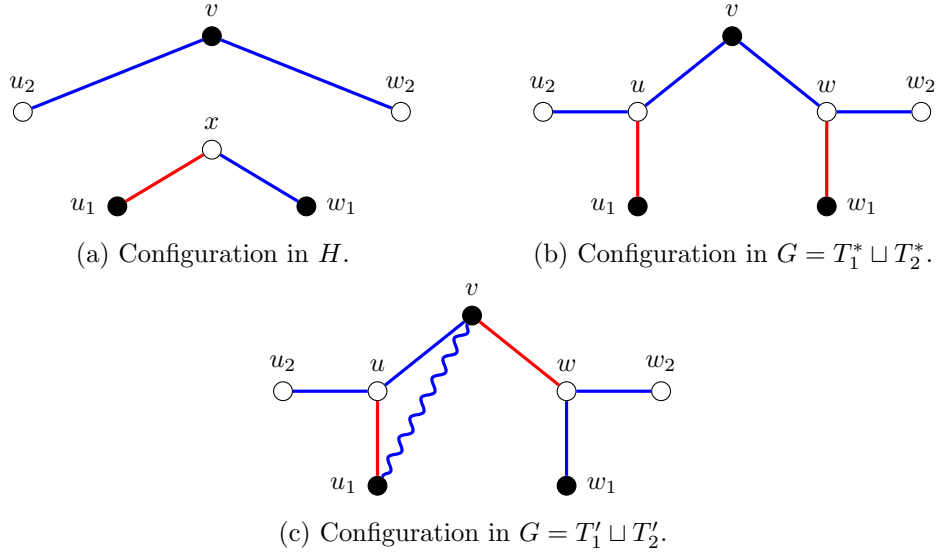 v
u₂ w₂
x
u₁ w₁
(a) Configuration in H.
v
u₂ u w w₂
u₁ w₁
(b) Configuration in G = T₁* ⊔ T₂*.
v
u₂ u w w₂
u₁ w₁
(c) Configuration in G = T₁′ ⊔ T₂′.